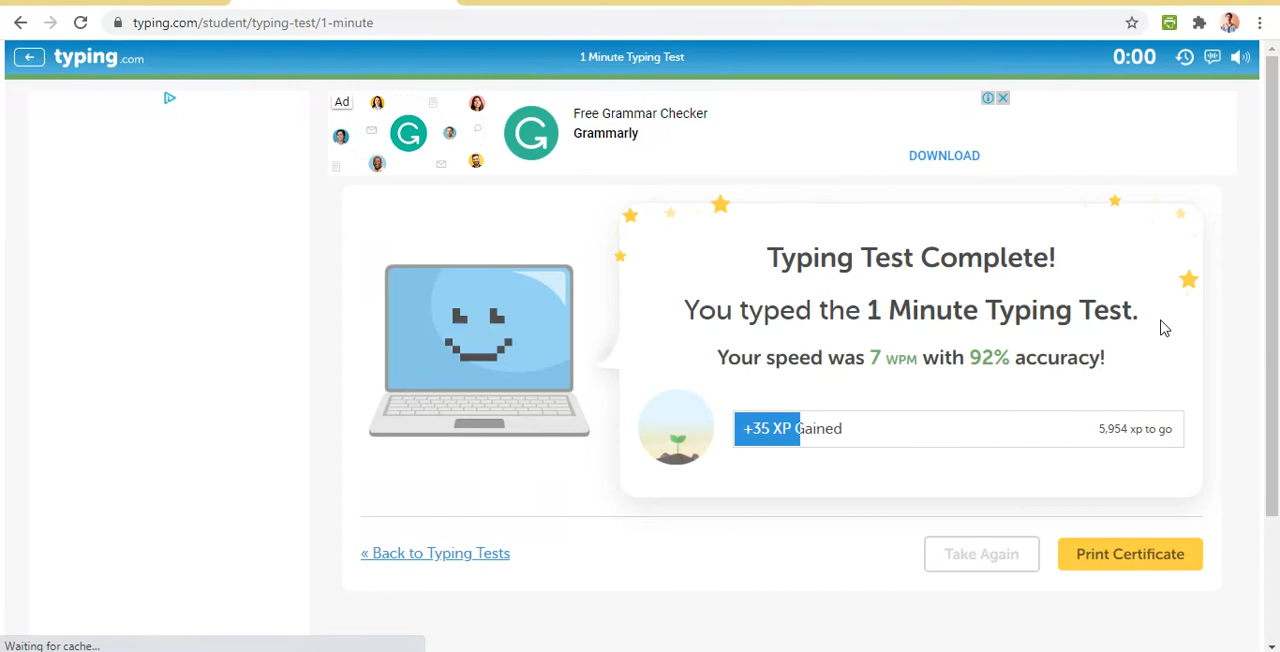 typing.com/student/typing-test/1-minute
typing.com
1 Minute Typing Test
0:00
Ad
Free Grammar Checker
Grammarly
DOWNLOAD
Typing Test Complete!
You typed the 1 Minute Typing Test.
Your speed was 7 WPM with 92% accuracy!
+35 XP Gained
5,954 xp to go
« Back to Typing Tests
Take Again
Print Certificate
Waiting for cache...